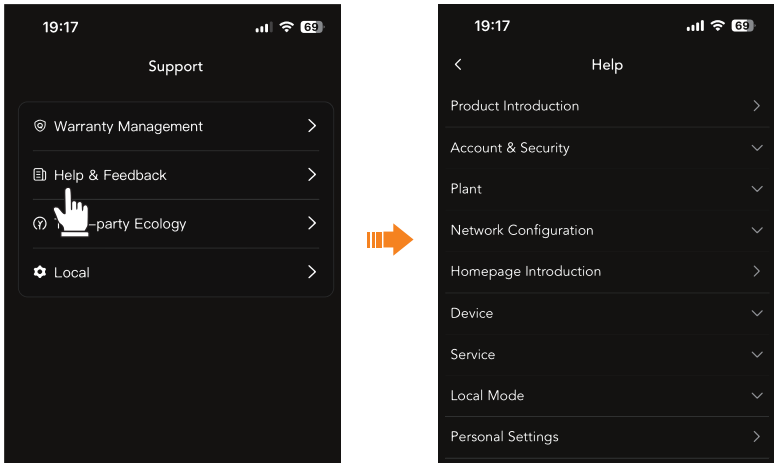 19:17
69
Support
Warranty Management
Help & Feedback
-party Ecology
Local
19:17
69
Help
Product Introduction
Account & Security
Plant
Network Configuration
Homepage Introduction
Device
Service
Local Mode
Personal Settings